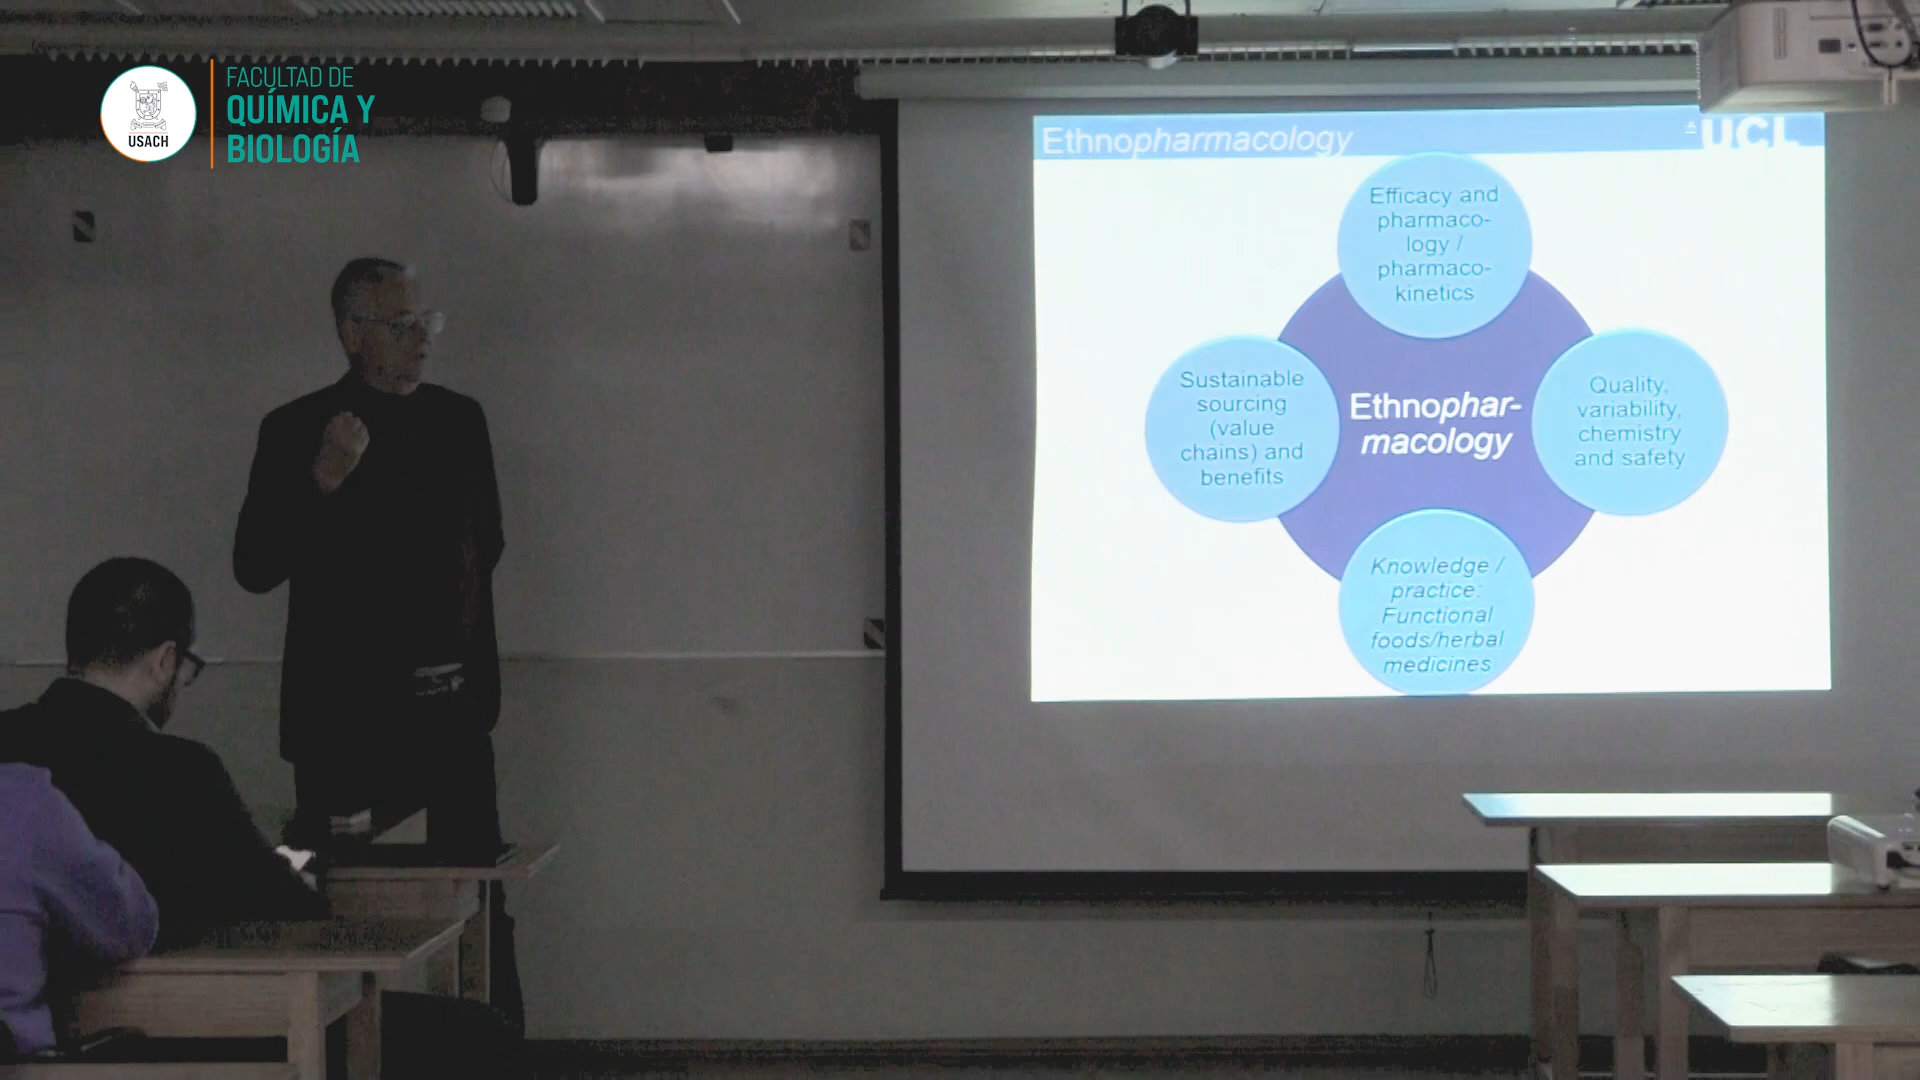 USACH
FACULTAD DE
QUÍMICA Y
BIOLOGÍA
Ethnopharmacology
UCL
Efficacy and
pharmaco-
logy /
pharmaco-
kinetics
Sustainable
sourcing
(value
chains) and
benefits
Ethnophar-
macology
Quality,
variability,
chemistry
and safety
Knowledge /
practice:
Functional
foods/herbal
medicines